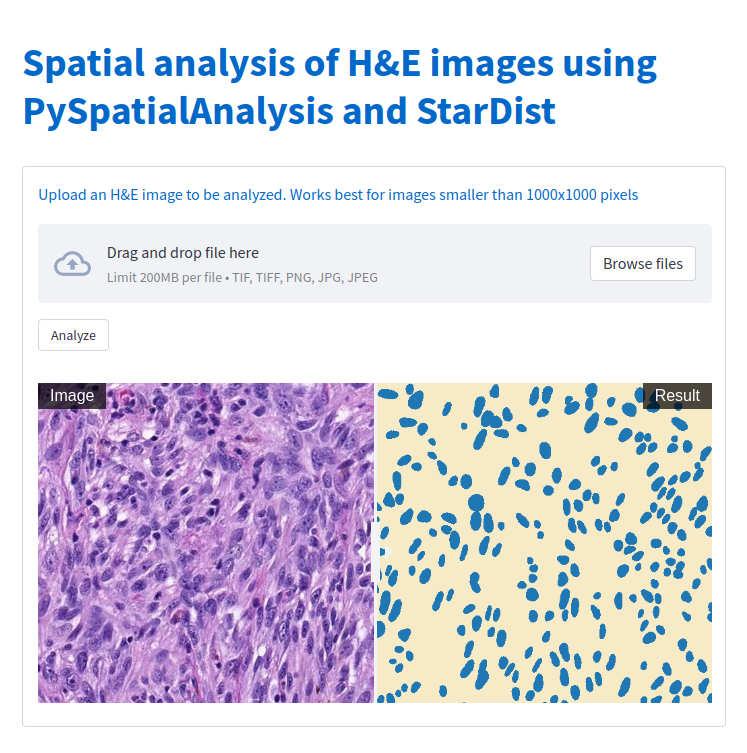 Spatial analysis of H&E images using
PySpatialAnalysis and StarDist
Upload an H&E image to be analyzed. Works best for images smaller than 1000x1000 pixels
Drag and drop file here
Limit 200MB per file • TIF, TIFF, PNG, JPG, JPEG
Browse files
Analyze
Image
Result